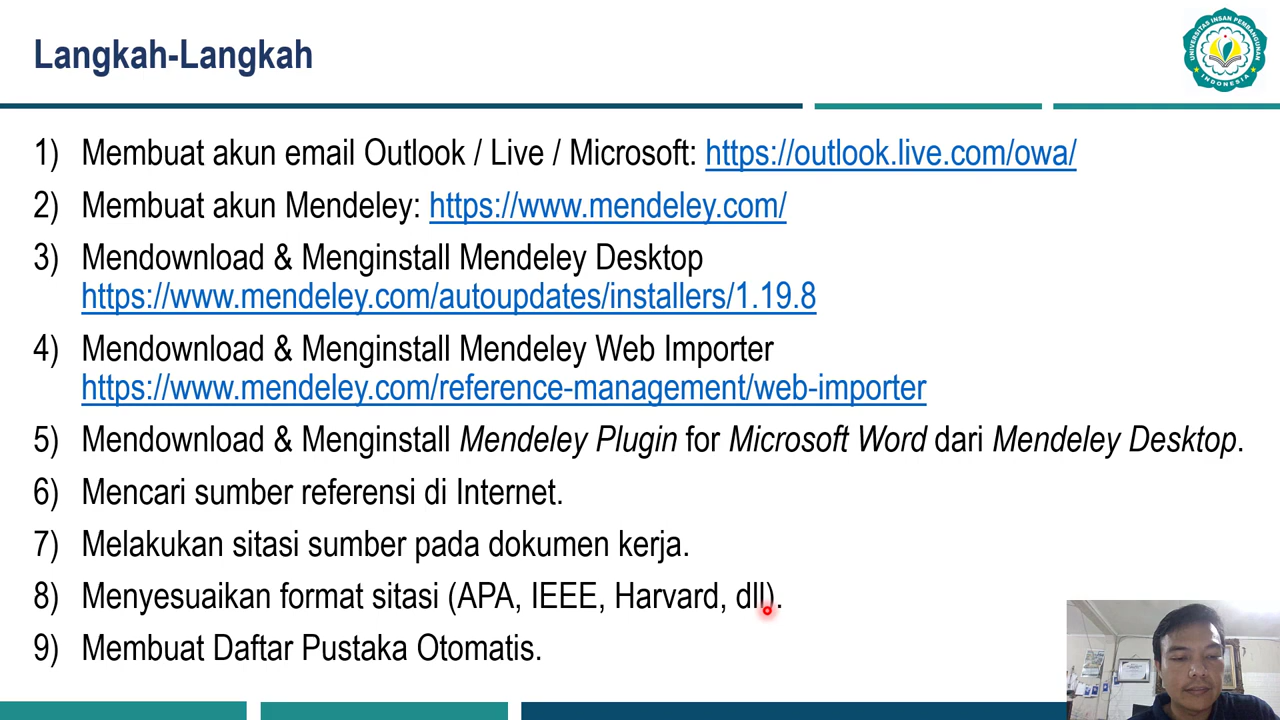 Langkah-Langkah
UNIVERSITAS INSAN PEMBANGUNAN
INDONESIA
1) Membuat akun email Outlook / Live / Microsoft: https://outlook.live.com/owa/
2) Membuat akun Mendeley: https://www.mendeley.com/
3) Mendownload & Menginstall Mendeley Desktop
https://www.mendeley.com/autoupdates/installers/1.19.8
4) Mendownload & Menginstall Mendeley Web Importer
https://www.mendeley.com/reference-management/web-importer
5) Mendownload & Menginstall Mendeley Plugin for Microsoft Word dari Mendeley Desktop.
6) Mencari sumber referensi di Internet.
7) Melakukan sitasi sumber pada dokumen kerja.
8) Menyesuaikan format sitasi (APA, IEEE, Harvard, dll).
9) Membuat Daftar Pustaka Otomatis.